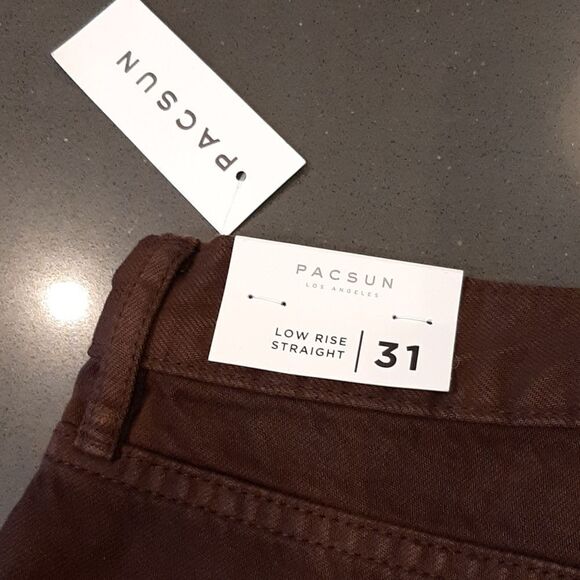 PACSUN
PACSUN
LOS ANGELES
LOW RISE
STRAIGHT
31